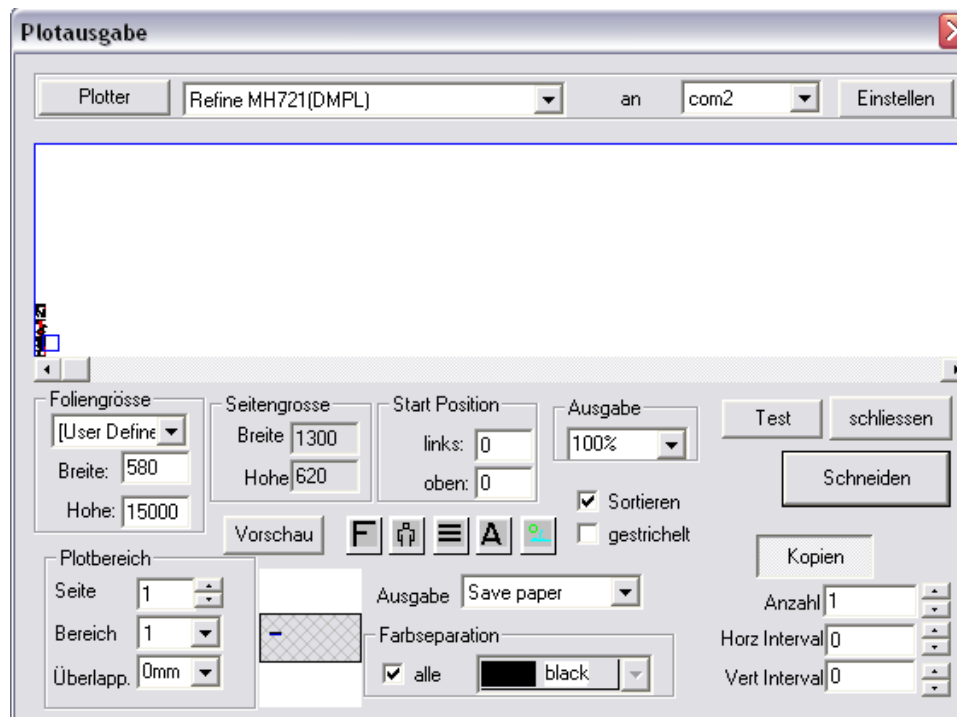 Plotausgabe
Plotter Refine MH721(DMPL) an com2 Einstellen
Foliengrösse
[User Define
Breite: 580
Hohe: 15000
Seitengrosse
Breite 1300
Hohe 620
Start Position
links: 0
oben: 0
Ausgabe
100%
Test schliessen
Schneiden
Sortieren
gestrichelt
Vorschau F A
Plotbereich
Seite 1
Bereich 1
Überlapp. 0mm
Ausgabe Save paper
Farbseparation
alle black
Kopien
Anzahl 1
Horz Interval 0
Vert Interval 0